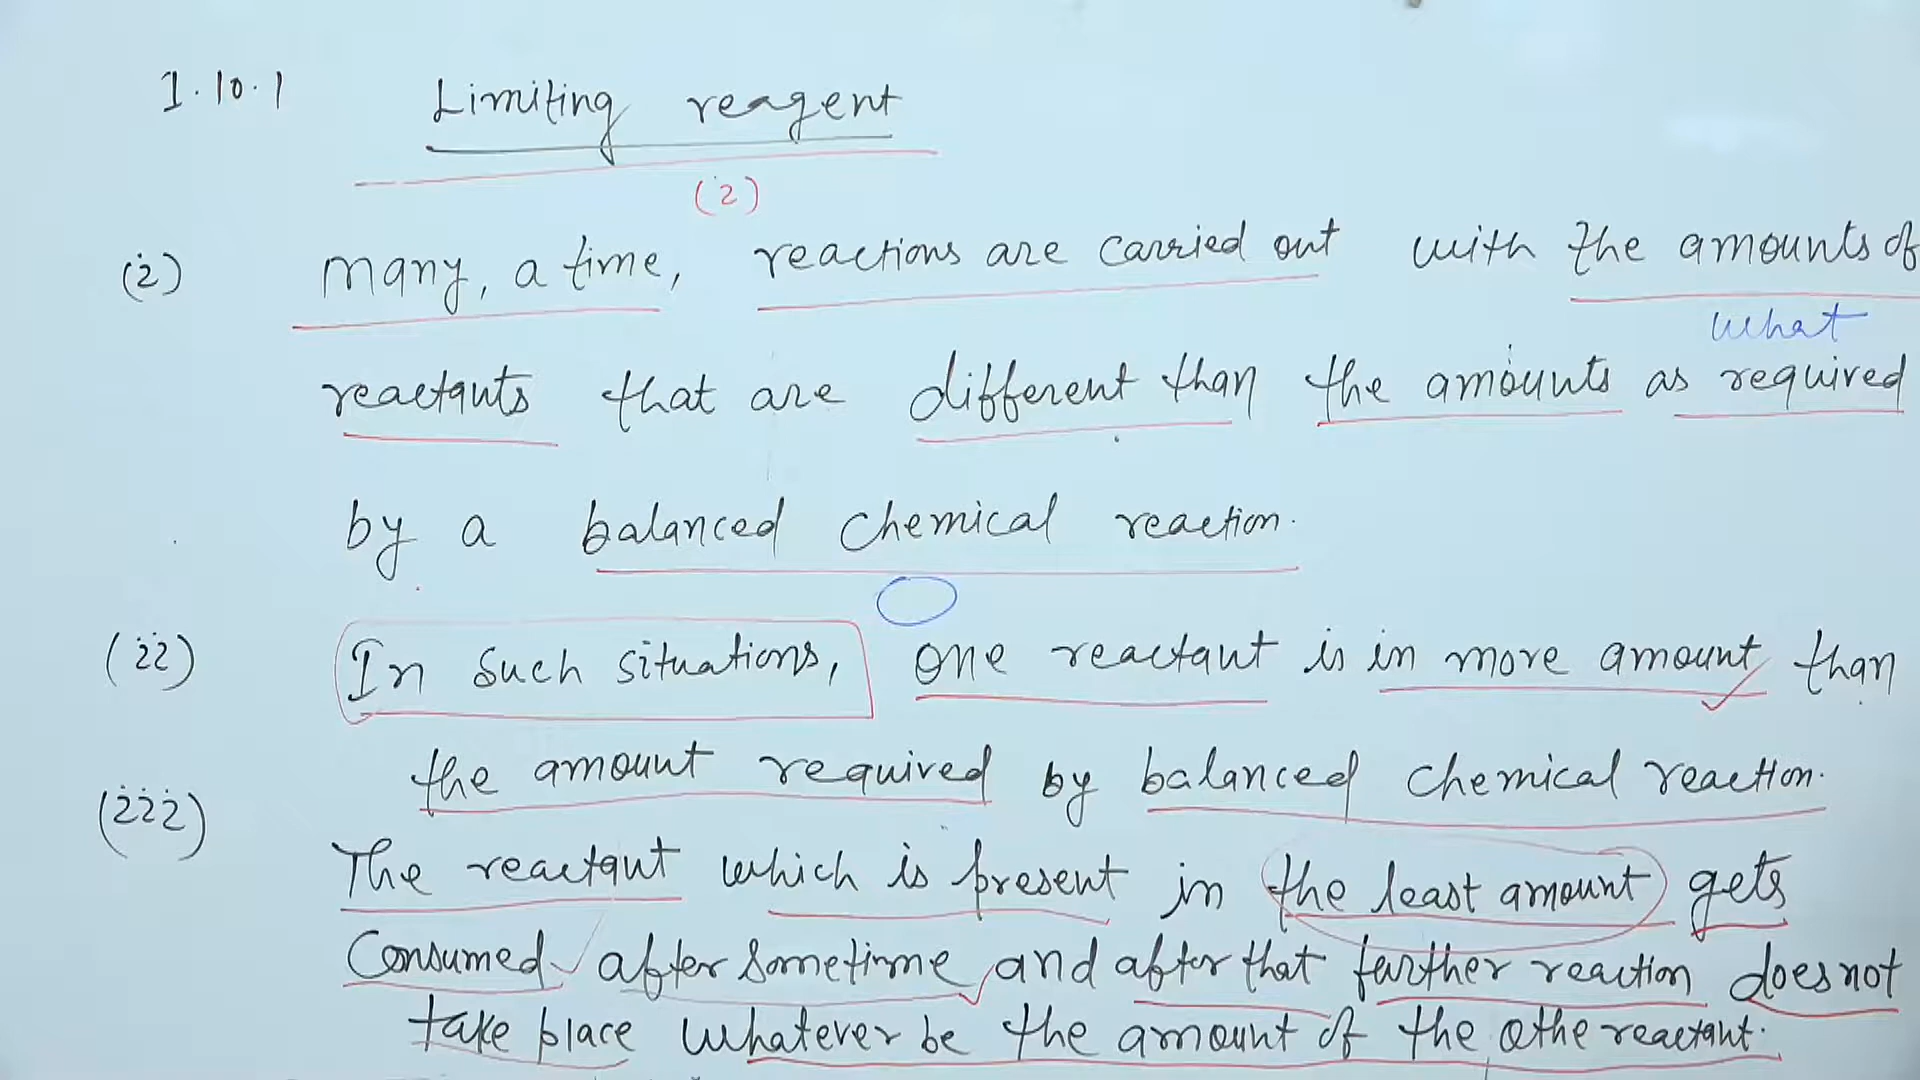 1.10.1 Limiting reagent
(2)
(i) many, a time, reactions are carried out with the amounts of
what
reactants that are different than the amounts as required
by a balanced chemical reaction.
(ii) In such situations, one reactant is in more amount than
the amount required by balanced chemical reaction.
(iii)
The reactant which is present in the least amount gets
Consumed after sometime and after that further reaction does not
take place whatever be the amount of the othe reactant.